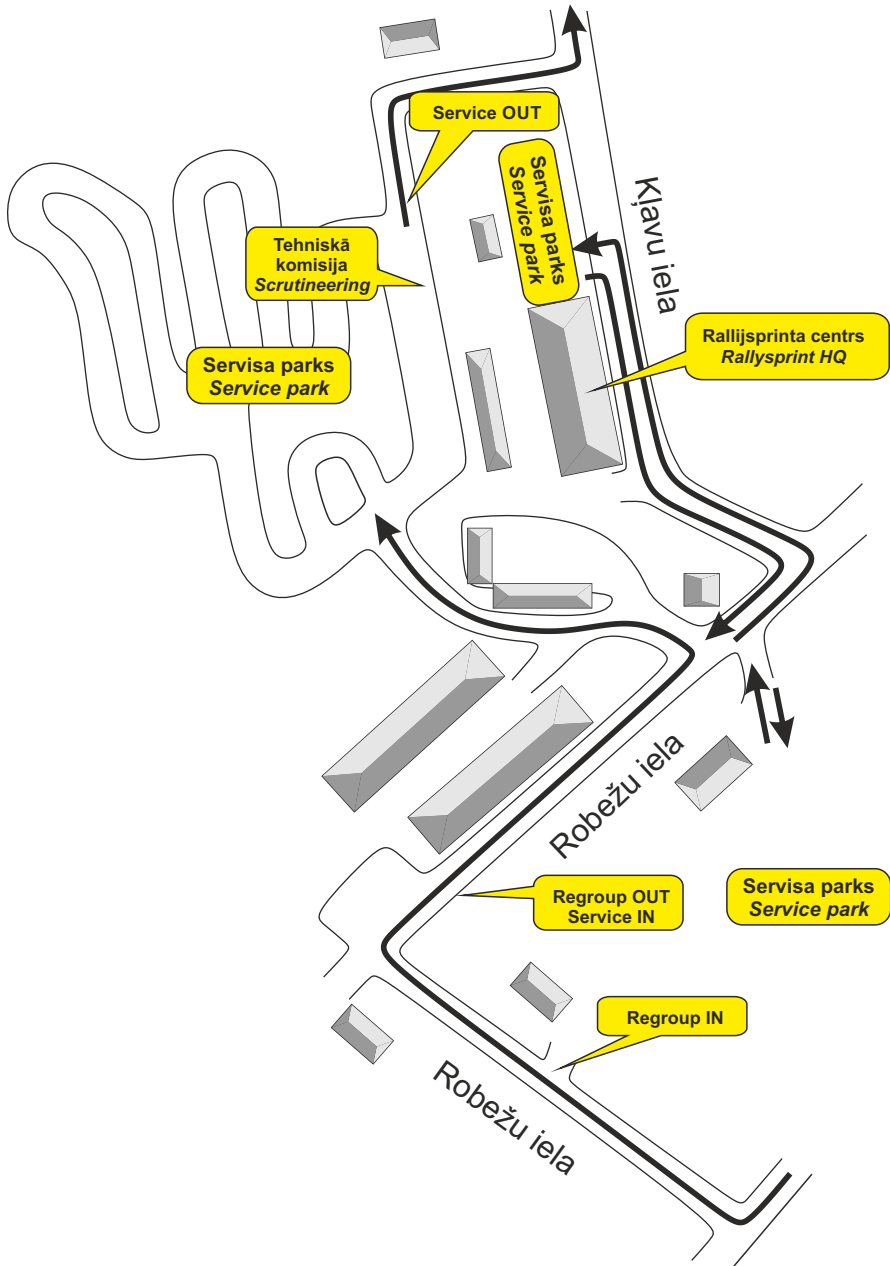 Service OUT
Servisa parks
Service park
Kļavu iela
Tehniskā
komisija
Scrutineering
Rallijsprinta centrs
Rallysprint HQ
Servisa parks
Service park
Robežu iela
Regroup OUT
Service IN
Servisa parks
Service park
Regroup IN
Robežu iela